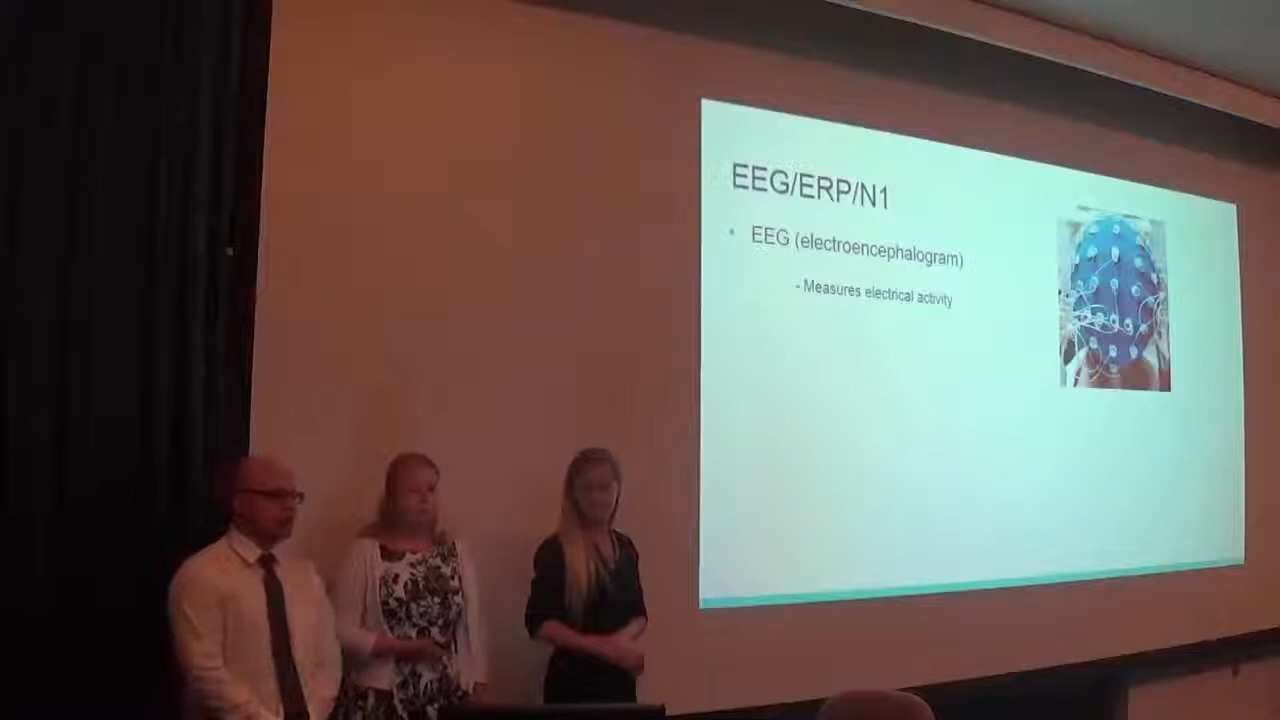 EEG/ERP/N1
• EEG (electroencephalogram)
- Measures electrical activity